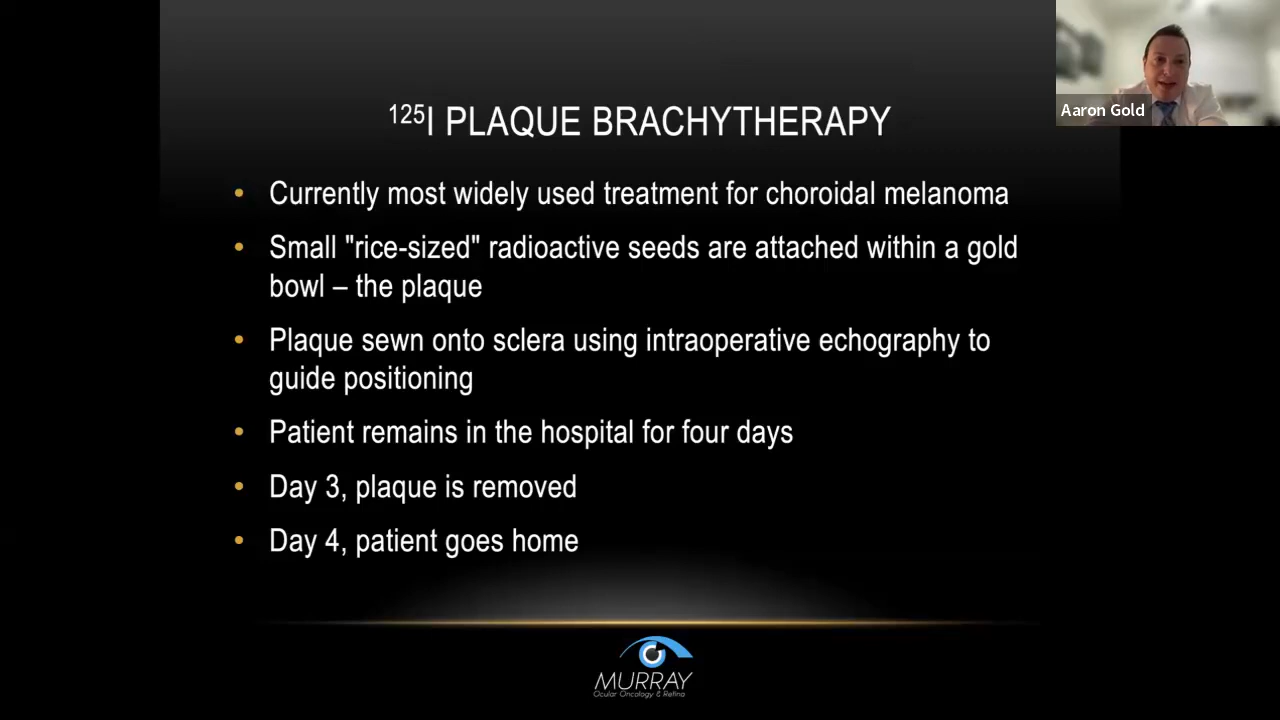 Aaron Gold
¹²⁵I PLAQUE BRACHYTHERAPY
• Currently most widely used treatment for choroidal melanoma
• Small "rice-sized" radioactive seeds are attached within a gold
bowl – the plaque
• Plaque sewn onto sclera using intraoperative echography to
guide positioning
• Patient remains in the hospital for four days
• Day 3, plaque is removed
• Day 4, patient goes home
MURRAY
Ocular Oncology & Retina